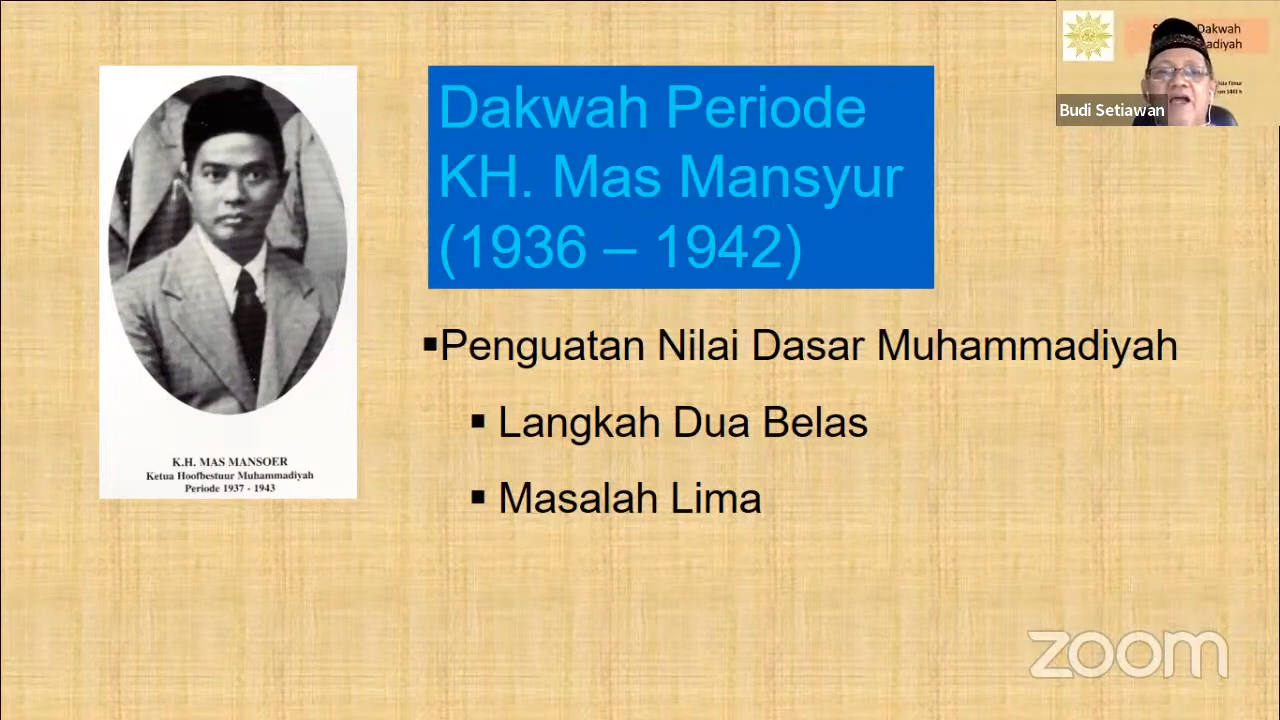 Dakwah Periode
KH. Mas Mansyur
(1936 – 1942)
▪Penguatan Nilai Dasar Muhammadiyah
▪ Langkah Dua Belas
▪ Masalah Lima
K.H. MAS MANSOER
Ketua Hoofbestuur Muhammadiyah
Periode 1937 - 1943
Dakwah
Budi Setiawan
zoom